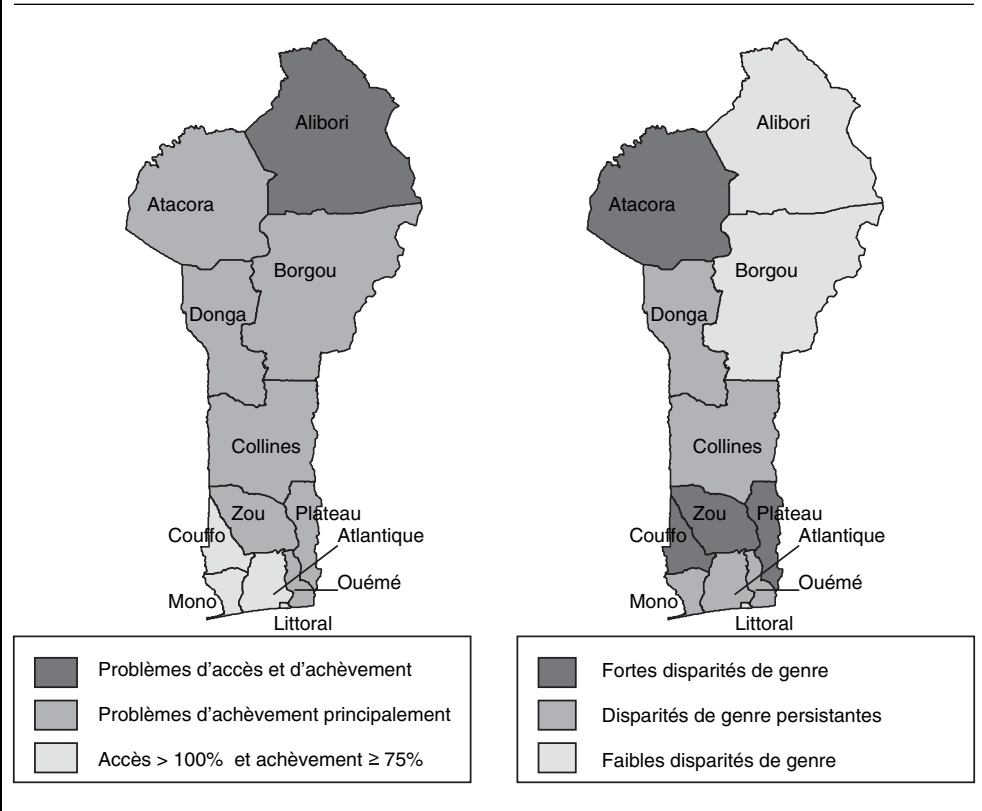 Alibori
Atacora
Borgou
Donga
Collines
Zou
Plateau
Couffo
Atlantique
Ouémé
Mono
Littoral
Problèmes d’accès et d’achèvement
Problèmes d’achèvement principalement
Accès > 100% et achèvement ≥ 75%
Alibori
Atacora
Borgou
Donga
Collines
Zou
Plateau
Couffo
Atlantique
Ouémé
Mono
Littoral
Fortes disparités de genre
Disparités de genre persistantes
Faibles disparités de genre